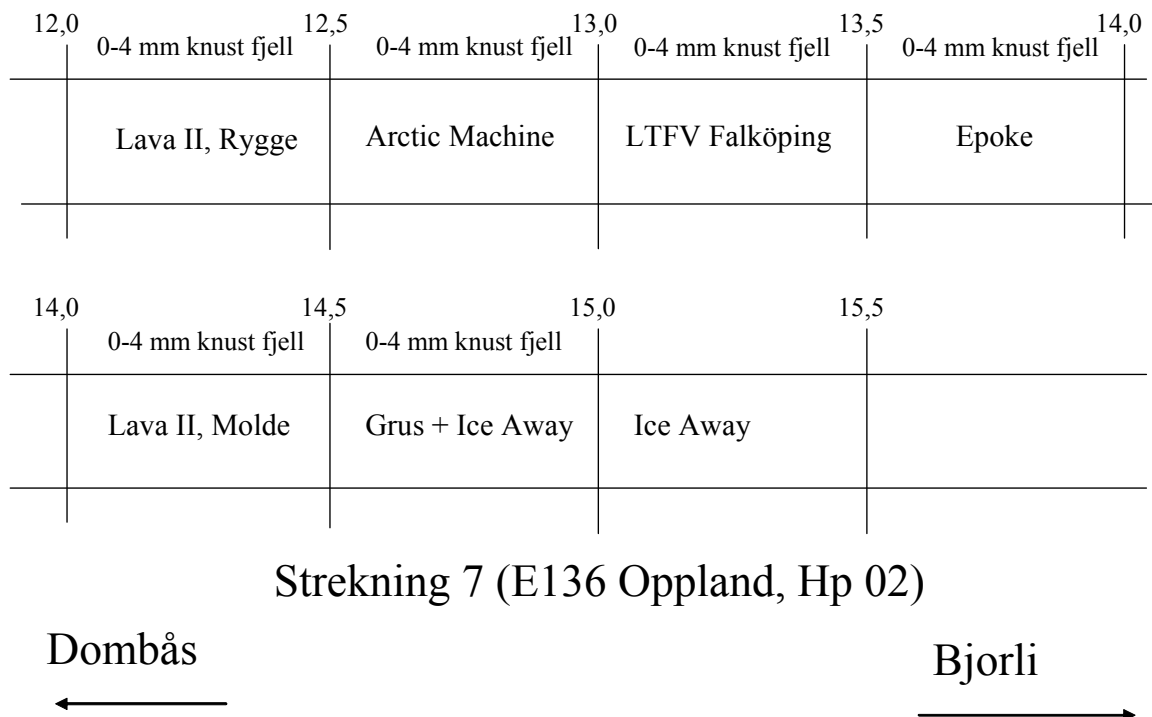 12,0 12,5 13,0 13,5 14,0
0-4 mm knust fjell 0-4 mm knust fjell 0-4 mm knust fjell 0-4 mm knust fjell
Lava II, Rygge Arctic Machine LTFV Falköping Epoke
14,0 14,5 15,0 15,5
0-4 mm knust fjell 0-4 mm knust fjell
Lava II, Molde Grus + Ice Away Ice Away
Strekning 7 (E136 Oppland, Hp 02)
Dombås Bjorli